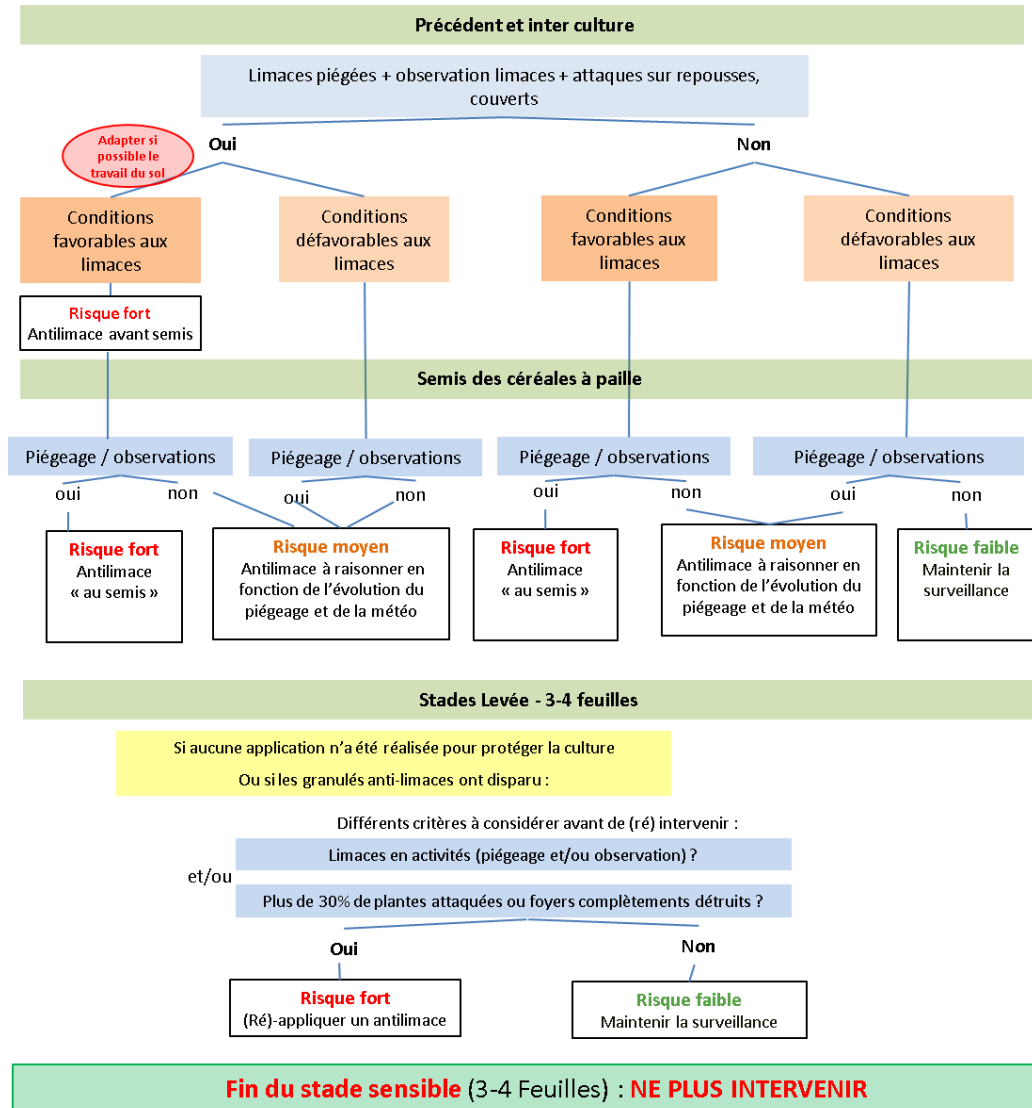 Précédent et inter culture
Limaces piégées + observation limaces + attaques sur repousses,
couverts
Adapter si
possible le
travail du sol
Oui
Non
Conditions
favorables aux
limaces
Conditions
défavorables aux
limaces
Conditions
favorables aux
limaces
Conditions
défavorables aux
limaces
Risque fort
Antilimace avant semis
Semis des céréales à paille
Piégeage / observations
Piégeage / observations
Piégeage / observations
Piégeage / observations
oui
non
oui
non
oui
non
oui
non
Risque fort
Antilimace
« au semis »
Risque moyen
Antilimace à raisonner en
fonction de l'évolution du
piégeage et de la météo
Risque fort
Antilimace
« au semis »
Risque moyen
Antilimace à raisonner en
fonction de l'évolution du
piégeage et de la météo
Risque faible
Maintenir la
surveillance
Stades Levée - 3-4 feuilles
Si aucune application n'a été réalisée pour protéger la culture
Ou si les granulés anti-limaces ont disparu :
Différents critères à considérer avant de (ré) intervenir :
Limaces en activités (piégeage et/ou observation) ?
et/ou
Plus de 30% de plantes attaquées ou foyers complètements détruits ?
Oui
Non
Risque fort
(Ré)-appliquer un antilimace
Risque faible
Maintenir la surveillance
Fin du stade sensible (3-4 Feuilles) : NE PLUS INTERVENIR